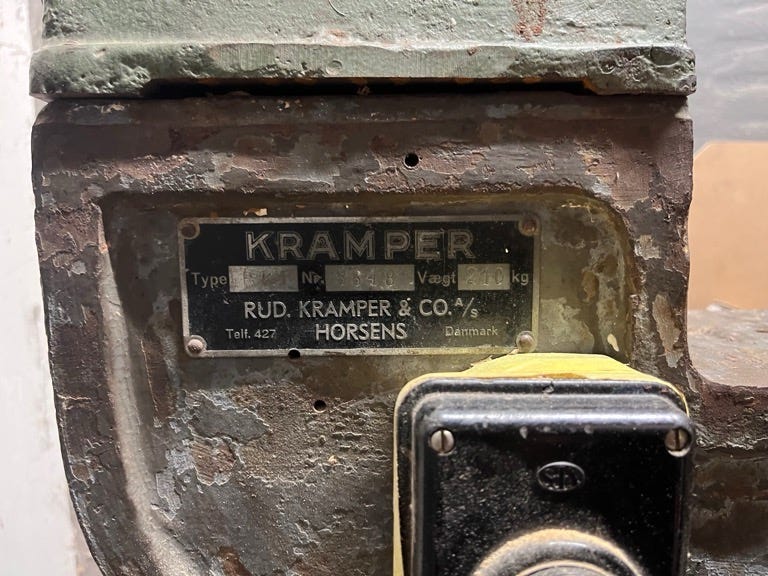 KRAMPER
Type Nr. Vægt 210 kg
RUD. KRAMPER & CO. A/S
Telf. 427 HORSENS Danmark